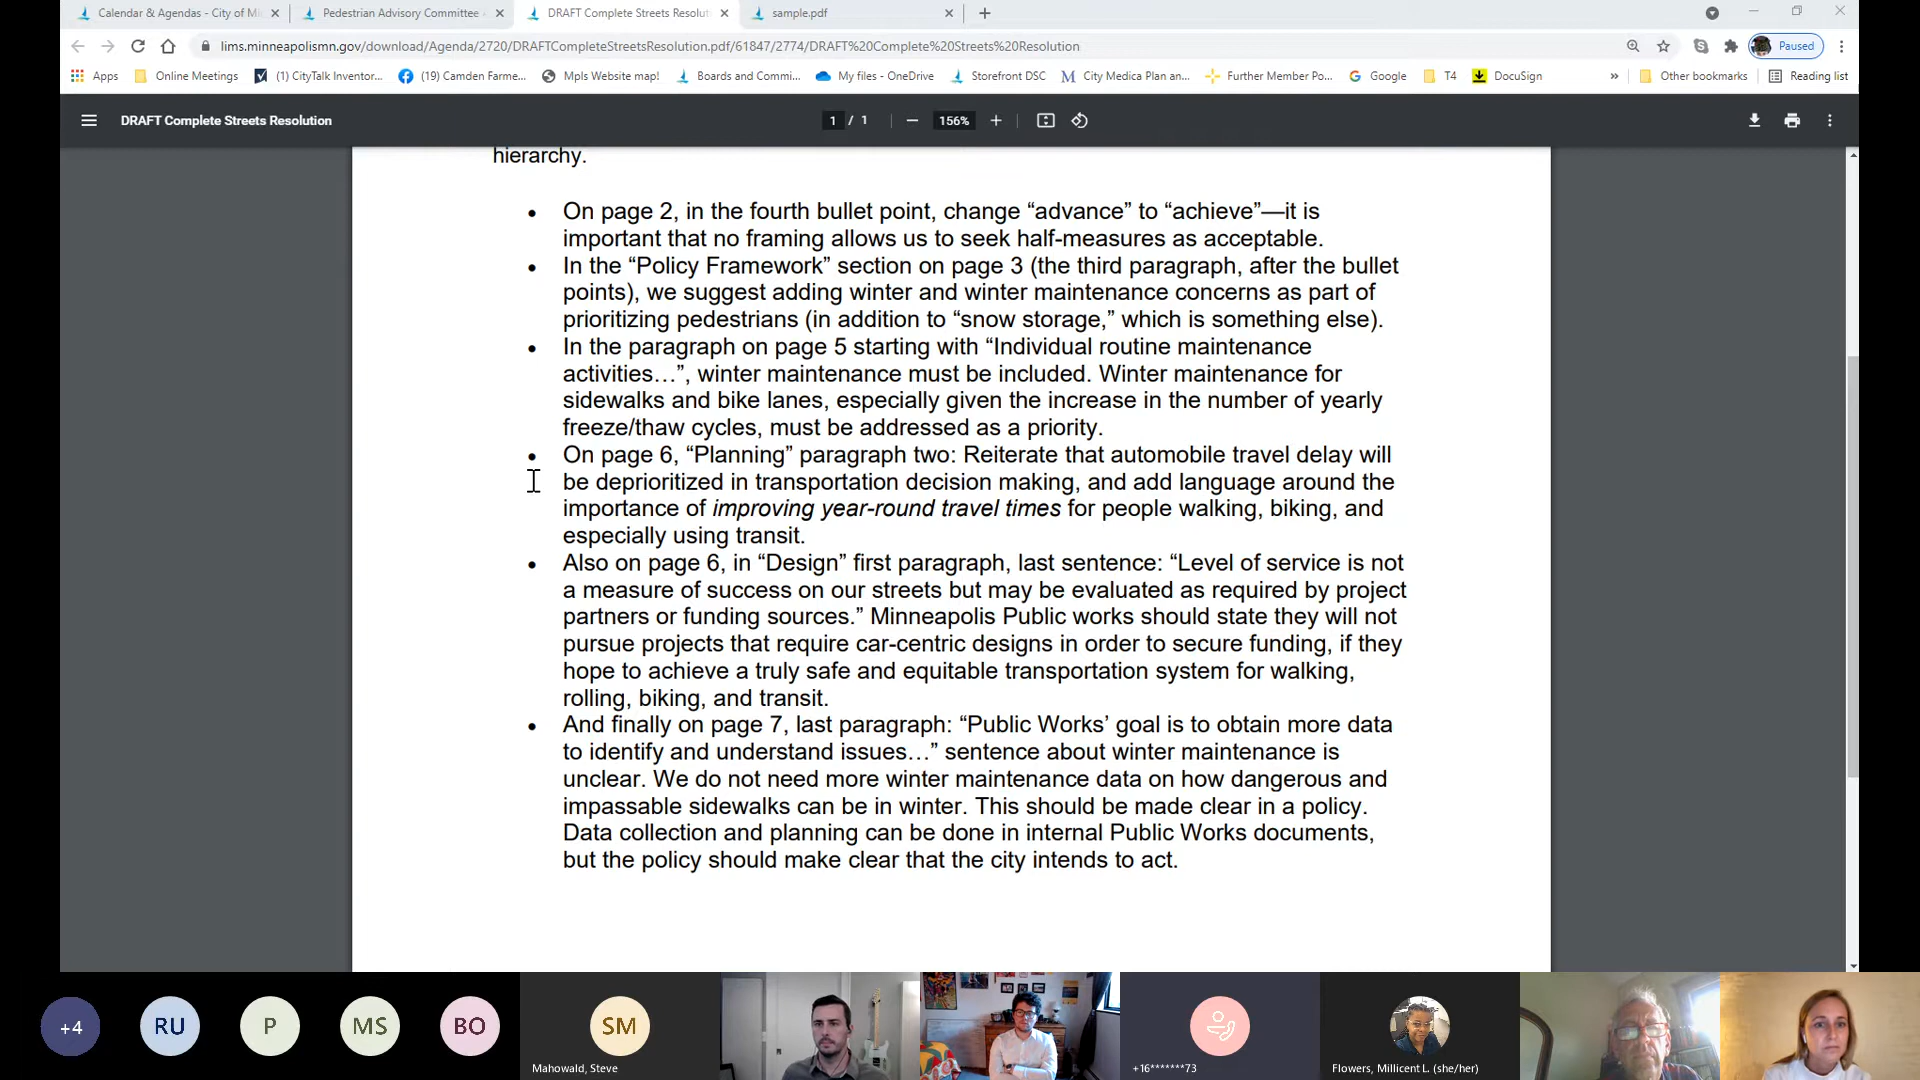 Calendar & Agendas - City of Mi
Pedestrian Advisory Committee -
DRAFT Complete Streets Resoluti
sample.pdf
lims.minneapolismn.gov/download/Agenda/2720/DRAFTCompleteStreetsResolution.pdf/61847/2774/DRAFT%20Complete%20Streets%20Resolution
Paused
Apps
Online Meetings
(1) CityTalk Inventor...
(19) Camden Farme...
Mpls Website map!
Boards and Commi...
My files - OneDrive
Storefront DSC
City Medica Plan an...
Further Member Po...
Google
T4
DocuSign
»
Other bookmarks
Reading list
DRAFT Complete Streets Resolution
1 / 1
156%
hierarchy.
• On page 2, in the fourth bullet point, change “advance” to “achieve”—it is
important that no framing allows us to seek half-measures as acceptable.
• In the “Policy Framework” section on page 3 (the third paragraph, after the bullet
points), we suggest adding winter and winter maintenance concerns as part of
prioritizing pedestrians (in addition to “snow storage,” which is something else).
• In the paragraph on page 5 starting with “Individual routine maintenance
activities…”, winter maintenance must be included. Winter maintenance for
sidewalks and bike lanes, especially given the increase in the number of yearly
freeze/thaw cycles, must be addressed as a priority.
• On page 6, “Planning” paragraph two: Reiterate that automobile travel delay will
be deprioritized in transportation decision making, and add language around the
importance of improving year-round travel times for people walking, biking, and
especially using transit.
• Also on page 6, in “Design” first paragraph, last sentence: “Level of service is not
a measure of success on our streets but may be evaluated as required by project
partners or funding sources.” Minneapolis Public works should state they will not
pursue projects that require car-centric designs in order to secure funding, if they
hope to achieve a truly safe and equitable transportation system for walking,
rolling, biking, and transit.
• And finally on page 7, last paragraph: “Public Works’ goal is to obtain more data
to identify and understand issues…” sentence about winter maintenance is
unclear. We do not need more winter maintenance data on how dangerous and
impassable sidewalks can be in winter. This should be made clear in a policy.
Data collection and planning can be done in internal Public Works documents,
but the policy should make clear that the city intends to act.
+4
RU
P
MS
BO
SM
Mahowald, Steve
+16*******73
Flowers, Millicent L. (she/her)